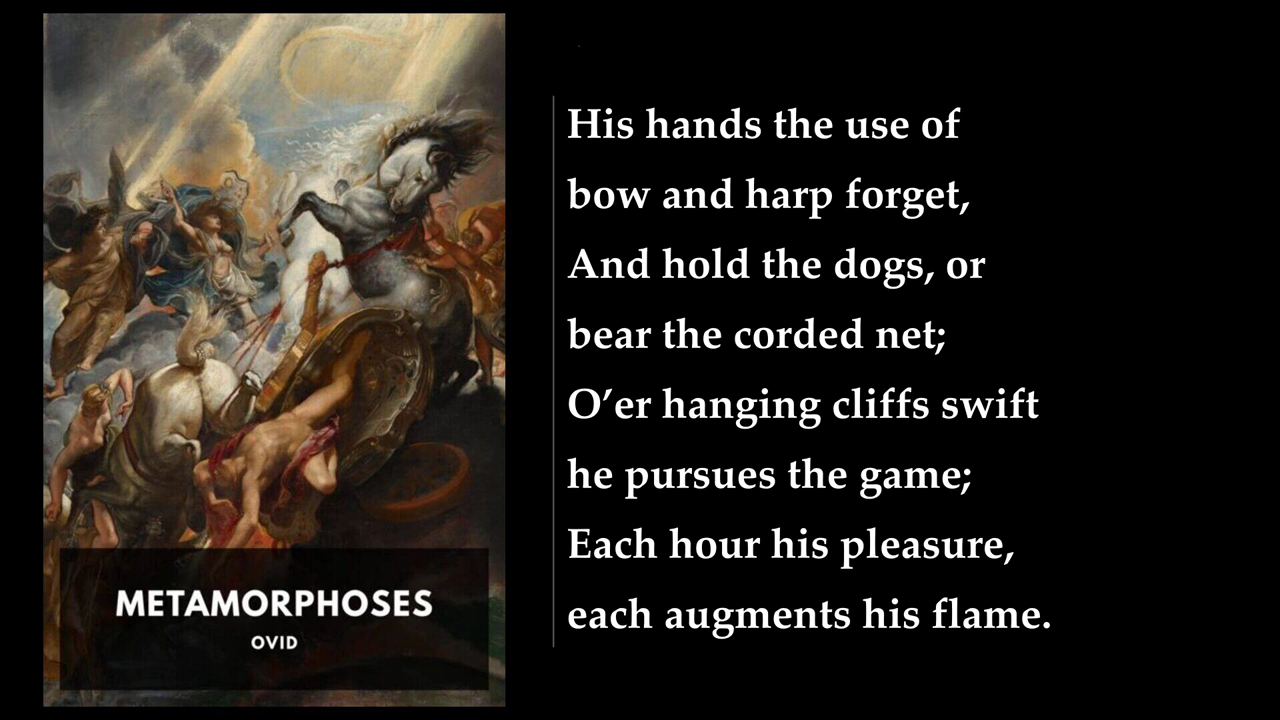 METAMORPHOSES
OVID
His hands the use of
bow and harp forget,
And hold the dogs, or
bear the corded net;
O’er hanging cliffs swift
he pursues the game;
Each hour his pleasure,
each augments his flame.